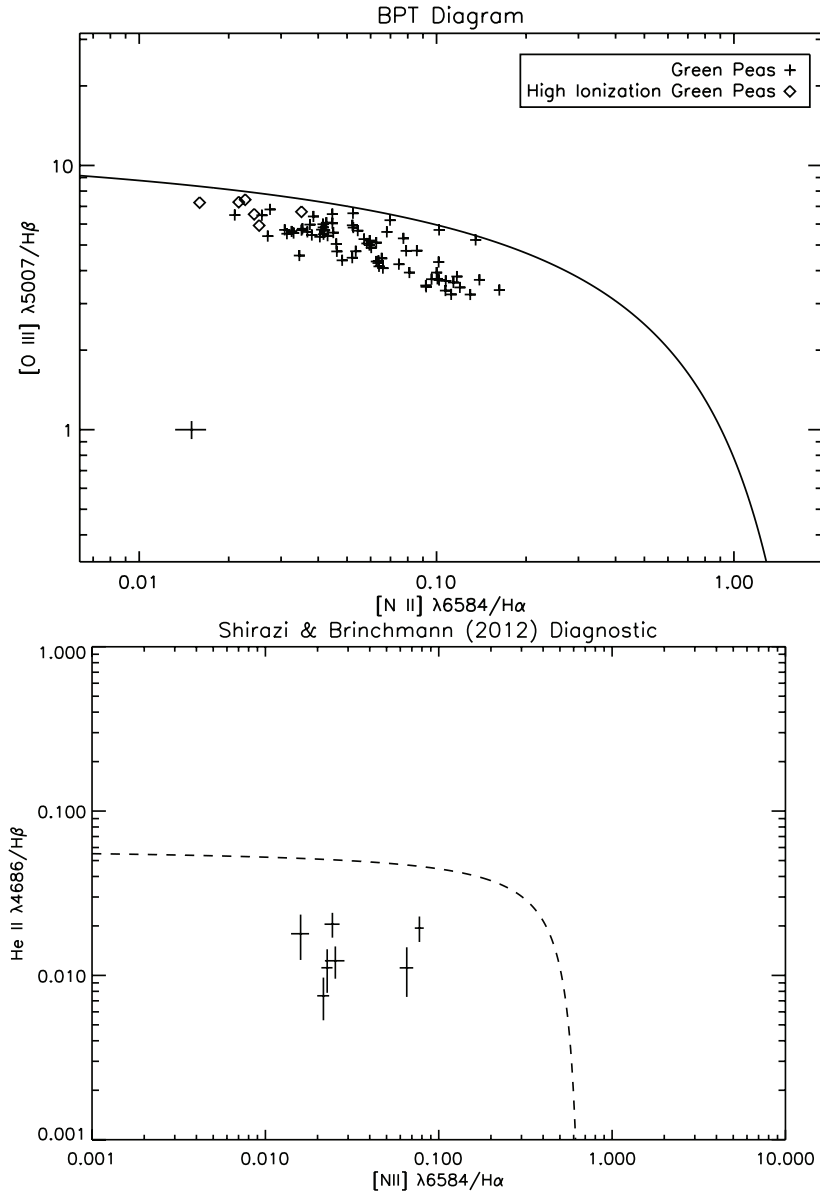 BPT Diagram
Green Peas +
High Ionization Green Peas ◇
10
1
[O III] λ5007/Hβ
0.01 0.10 1.00
[N II] λ6584/Hα
Shirazi & Brinchmann (2012) Diagnostic
1.000
0.100
0.010
0.001
He II λ4686/Hβ
0.001 0.010 0.100 1.000 10.000
[NII] λ6584/Hα